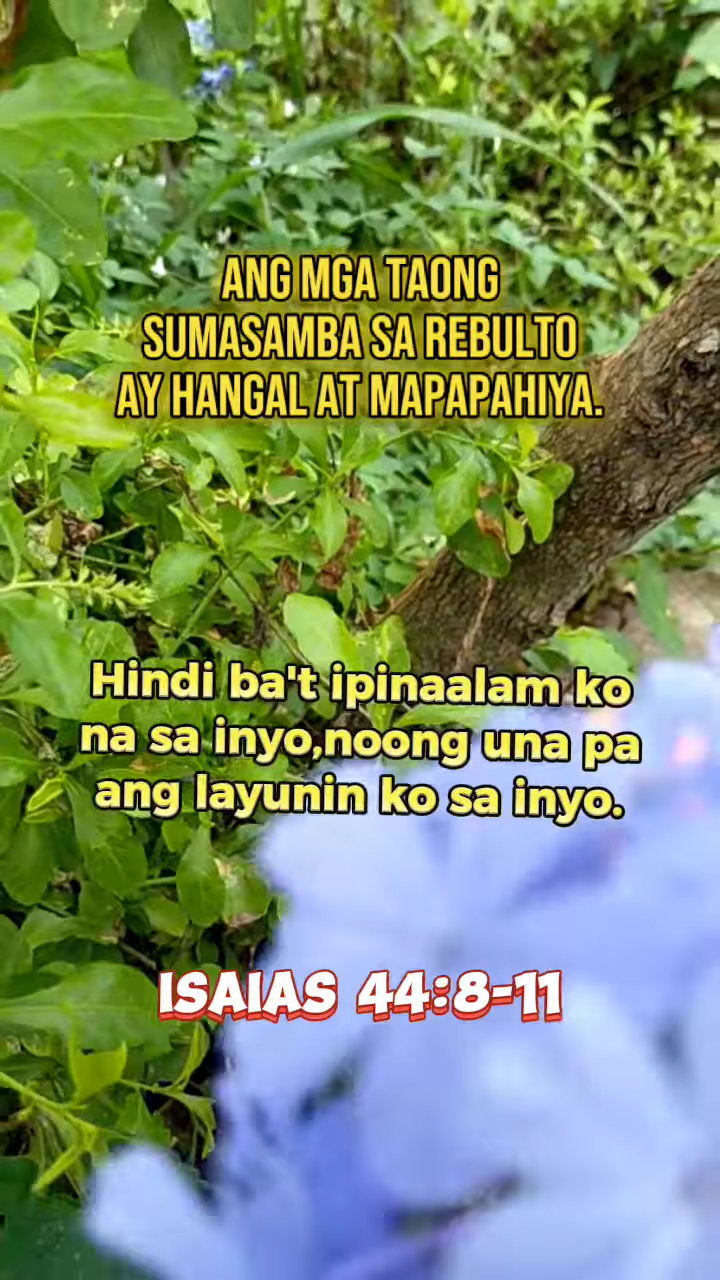 ANG MGA TAONG
SUMASAMBA SA REBULTO
AY HANGAL AT MAPAPAHIYA.
Hindi ba't ipinaalam ko
na sa inyo,noong una pa
ang layunin ko sa inyo.
ISAIAS 44:8-11